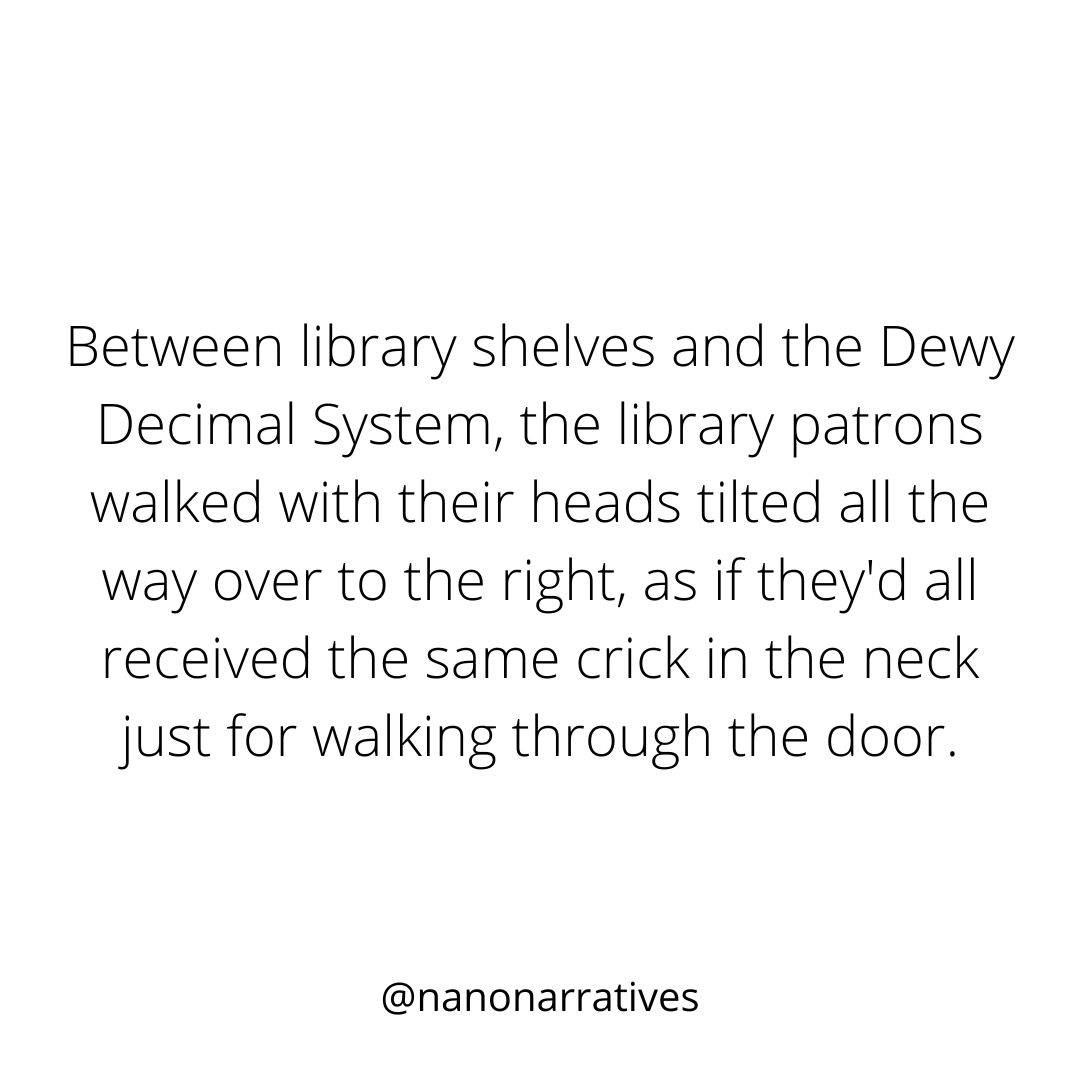 Between library shelves and the Dewy
Decimal System, the library patrons
walked with their heads tilted all the
way over to the right, as if they'd all
received the same crick in the neck
just for walking through the door.
@nanonarratives